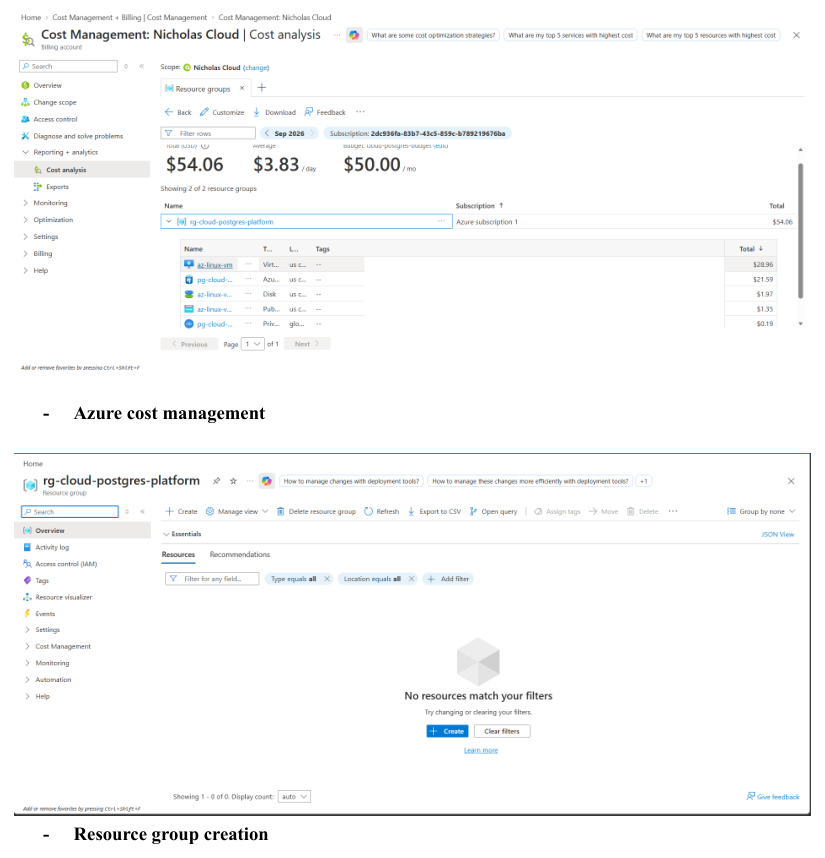 Home > Cost Management + Billing | Cost Management > Cost Management: Nicholas Cloud
Cost Management: Nicholas Cloud | Cost analysis ... What are some cost optimization strategies? What are my top 5 services with highest cost What are my top 5 resources with highest cost
Billing account
Search
Scope: Nicholas Cloud (change)
Overview
Resource groups
Change scope
Access control
Back Customize Download Feedback ...
Diagnose and solve problems
Filter rows Sep 2026 Subscription: 2dc936fa-83b7-43c5-859c-b789219676ba
Reporting + analytics
Total (USD) Average Budget: cloud-postgres-budget (edit)
Cost analysis
$54.06 $3.83 / day $50.00 / mo
Exports
Showing 2 of 2 resource groups
Monitoring
Name Subscription ↑ Total
Optimization
rg-cloud-postgres-platform ... Azure subscription 1 $54.06
Settings
Billing
Name T... L... Tags Total ↓
Help
az-linux-vm ... Virt... us c... -- $28.96
pg-cloud-... ... Azu... us c... -- $21.59
az-linux-v... ... Disk us c... -- $1.97
az-linux-v... ... Pub... us c... -- $1.35
pg-cloud-... ... Priv... glo... -- $0.19
Previous Page 1 of 1 Next
Add or remove favorites by pressing Ctrl+Shift+F
- Azure cost management
Home
rg-cloud-postgres-platform ... How to manage changes with deployment tools? How to manage these changes more efficiently with deployment tools? +1
Resource group
Search
Create Manage view Delete resource group Refresh Export to CSV Open query Assign tags Move Delete ... Group by none
Overview
Essentials JSON View
Activity log
Resources Recommendations
Access control (IAM)
Tags
Filter for any field... Type equals all Location equals all Add filter
Resource visualizer
Events
Settings
Cost Management
Monitoring
Automation
Help
No resources match your filters
Try changing or clearing your filters.
Create Clear filters
Learn more
Showing 1 - 0 of 0. Display count: auto Give feedback
Add or remove favorites by pressing Ctrl+Shift+F
- Resource group creation